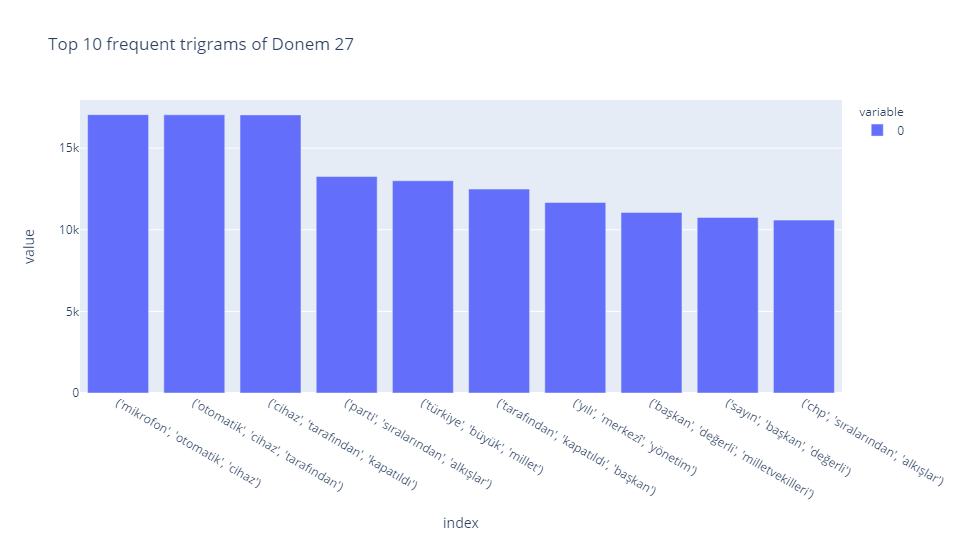 Top 10 frequent trigrams of Donem 27
variable
0
15k
10k
5k
0
value
('mikrofon', 'otomatik', 'cihaz')
('otomatik', 'cihaz', 'tarafından')
('cihaz', 'tarafından', 'kapatıldı')
('parti', 'sıralarından', 'alkışlar')
('türkiye', 'büyük', 'millet')
('tarafından', 'kapatıldı', 'başkan')
('yılı', 'merkezî', 'yönetim')
('başkan', 'değerli', 'milletvekilleri')
('sayın', 'başkan', 'değerli')
('chp', 'sıralarından', 'alkışlar')
index